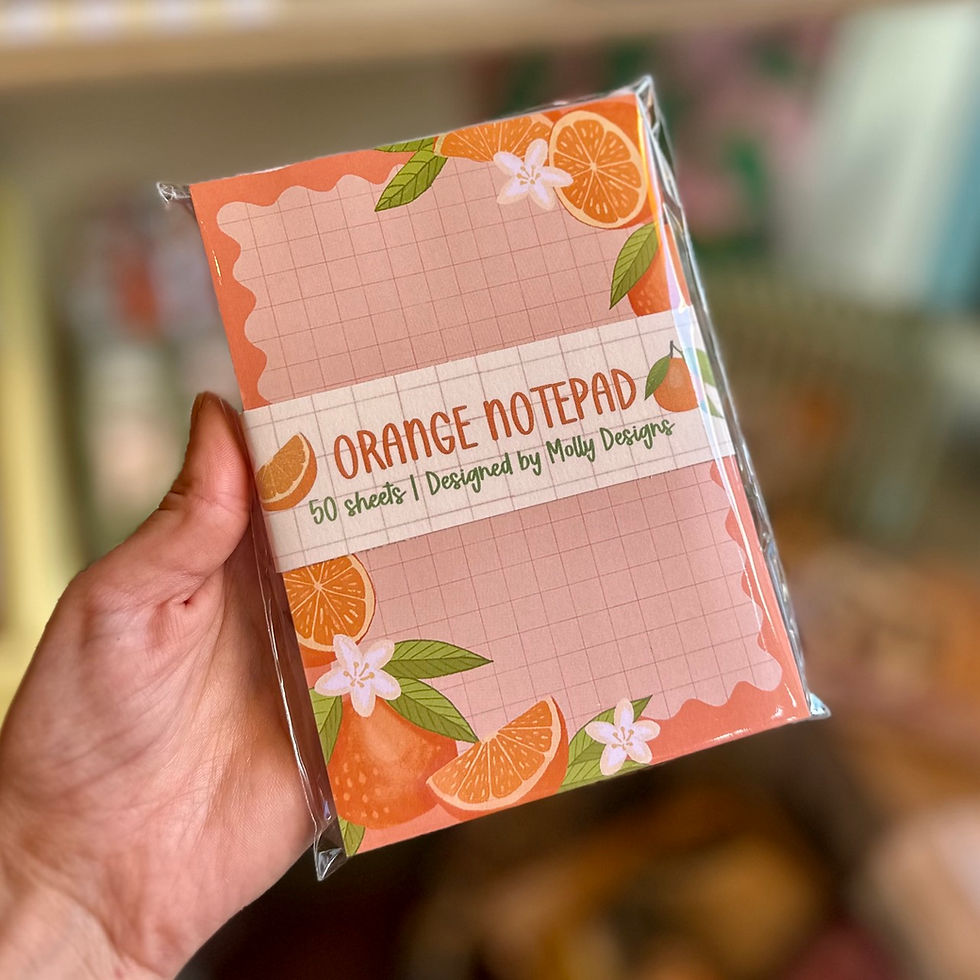 ORANGE NOTEPAD
50 sheets | Designed by Molly Designs